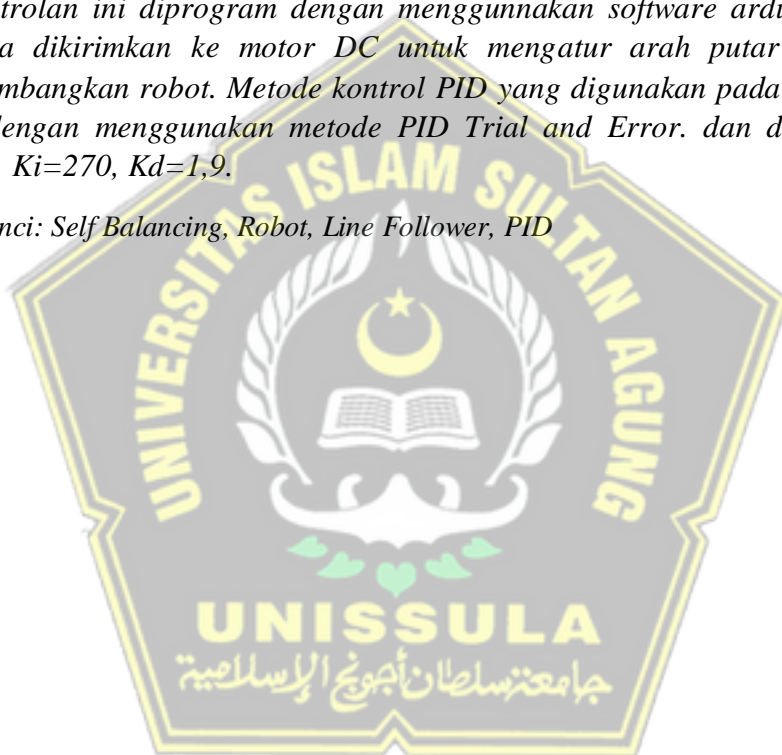 trolan ini diprogram dengan menggunnakan software ardu
a dikirimkan ke motor DC untuk mengatur arah putar
mbangkan robot. Metode kontrol PID yang digunakan pada
dengan menggunakan metode PID Trial and Error. dan d
Ki=270, Kd=1,9.
nci: Self Balancing, Robot, Line Follower, PID
UNIVERSITAS ISLAM SULTAN AGUNG
UNISSULA
جامعتنسلطان أجونج الإسلامية